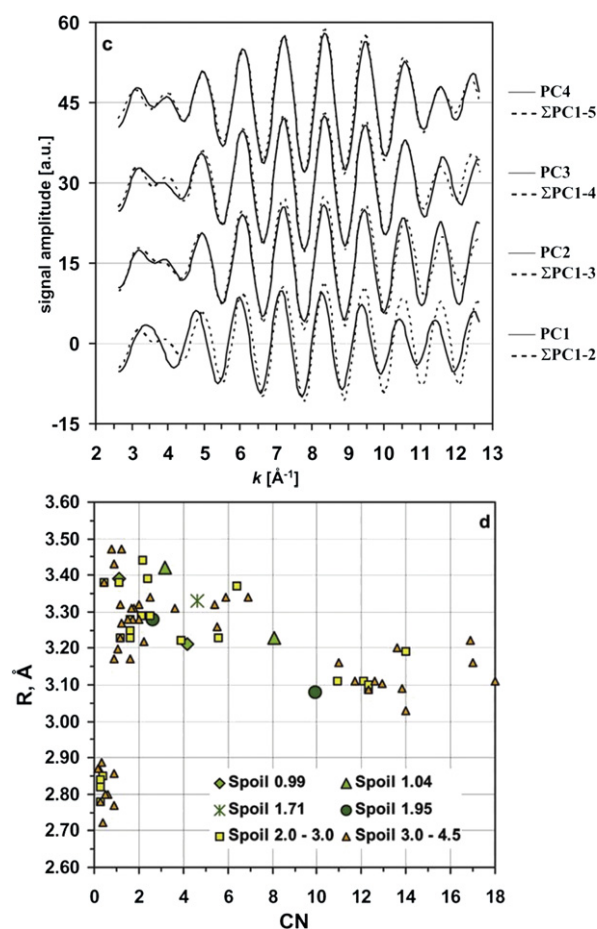 c
60
45
30
15
0
-15
signal amplitude [a.u.]
2 3 4 5 6 7 8 9 10 11 12 13
k [Å-1]
PC4
ΣPC1-5
PC3
ΣPC1-4
PC2
ΣPC1-3
PC1
ΣPC1-2
d
3.60
3.50
3.40
3.30
3.20
3.10
3.00
2.90
2.80
2.70
2.60
R, Å
Spoil 0.99
Spoil 1.04
Spoil 1.71
Spoil 1.95
Spoil 2.0 - 3.0
Spoil 3.0 - 4.5
0 2 4 6 8 10 12 14 16 18
CN